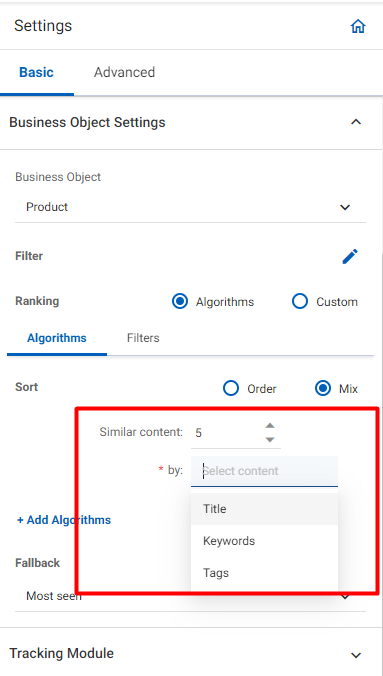 Settings
Basic Advanced
Business Object Settings
Business Object
Product
Filter
Ranking Algorithms Custom
Algorithms Filters
Sort Order Mix
Similar content: 5
* by: Select content
Title
Keywords
Tags
+ Add Algorithms
Fallback
Most seen
Tracking Module